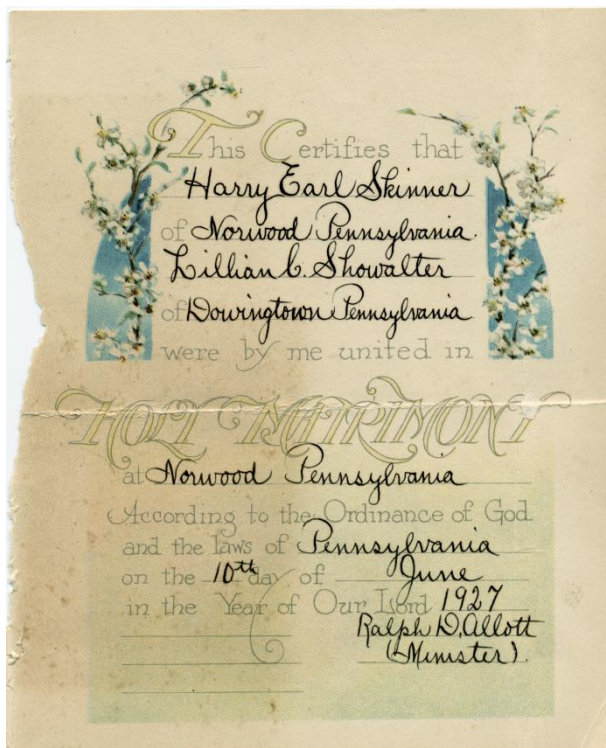 This Certifies that
Harry Earl Skinner
of Norwood Pennsylvania.
Lillian C. Showalter
of Dowingtown Pennsylvania
were by me united in
HOLY MATRIMONY
at Norwood Pennsylvania
According to the Ordinance of God
and the laws of Pennsylvania
on the 10th day of June
in the Year of Our Lord 1927
Ralph D. Allott
(Minister).